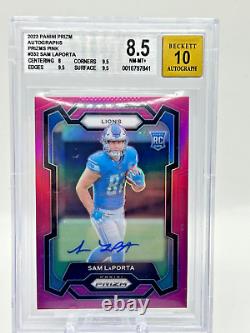 2023 PANINI PRIZM
AUTOGRAPHS
PRIZMS PINK
#332 SAM LAPORTA
CENTERING 8 CORNERS 9.5
EDGES 9.5 SURFACE 9.5
8.5
NM-MT+
BECKETT
10
AUTOGRAPH
LIONS
RC
SAM LAPORTA
PANINI
PRIZM